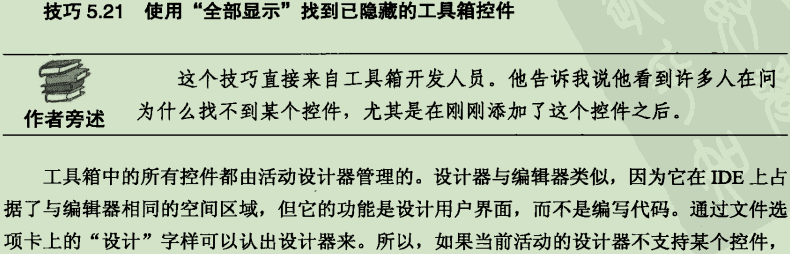 技巧 5.21 使用“全部显示”找到已隐藏的工具箱控件
这个技巧直接来自工具箱开发人员。他告诉我说他看到许多人在问
作者旁述
为什么找不到某个控件，尤其是在刚刚添加了这个控件之后。
工具箱中的所有控件都由活动设计器管理的。设计器与编辑器类似，因为它在 IDE 上占
据了与编辑器相同的空间区域，但它的功能是设计用户界面，而不是编写代码。通过文件选
项卡上的“设计”字样可以认出设计器来。所以，如果当前活动的设计器不支持某个控件，